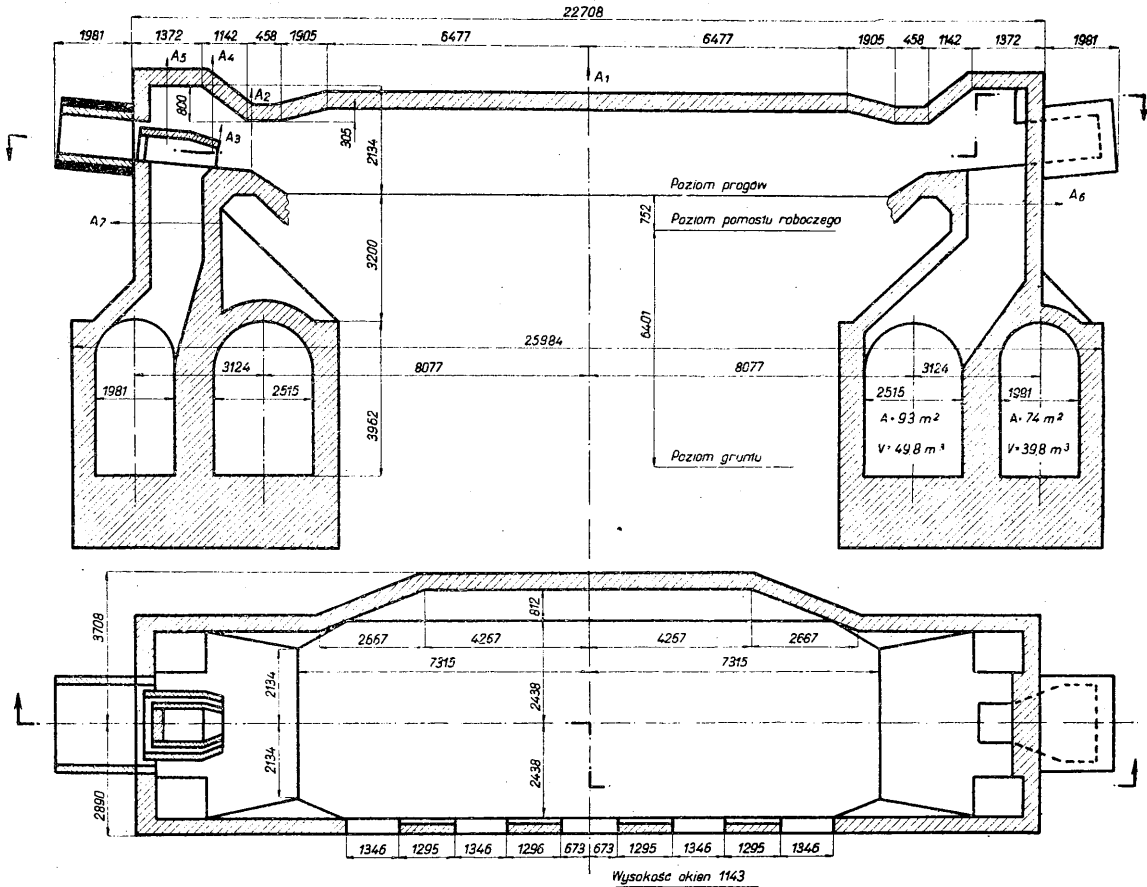 22708
1981 1372 1142 458 1905 6477 6477 1905 458 1142 1372 1981
A5 A4 A1
A2
800
A3
305
2134
Poziom progów
A6
A7
752
Poziom pomostu roboczego
3200
6401
25984
3124 8077 8077 3124
1981 2515 2515 1981
3962
A = 93 m² A = 74 m²
Poziom gruntu
V = 49,8 m³ V = 39,8 m³
3708
812
2667 4267 4267 2667
7315 7315
2134
2438
2134
2438
2890
1346 1295 1346 1296 673 673 1295 1346 1295 1346
Wysokość okien 1143